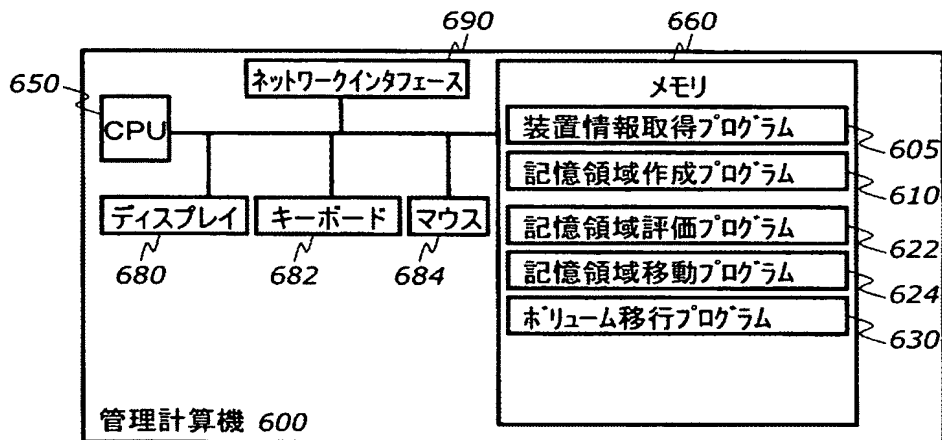 690
660
650
ネットワークインタフェース
メモリ
CPU
装置情報取得プログラム
605
記憶領域作成プログラム
610
ディスプレイ
キーボード
マウス
記憶領域評価プログラム
622
680
682
684
記憶領域移動プログラム
624
ボリューム移行プログラム
630
管理計算機 600